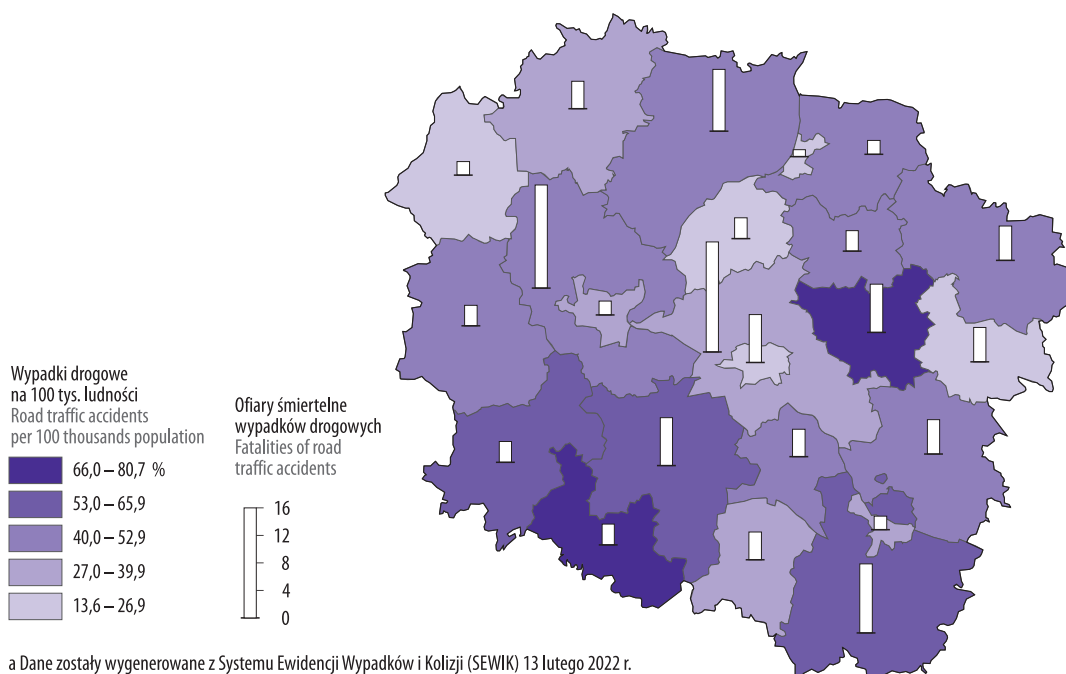 Wypadki drogowe
na 100 tys. ludności
Road traffic accidents
per 100 thousands population
66,0 – 80,7 %
53,0 – 65,9
40,0 – 52,9
27,0 – 39,9
13,6 – 26,9
Ofiary śmiertelne
wypadków drogowych
Fatalities of road
traffic accidents
16
12
8
4
0
a Dane zostały wygenerowane z Systemu Ewidencji Wypadków i Kolizji (SEWIK) 13 lutego 2022 r.